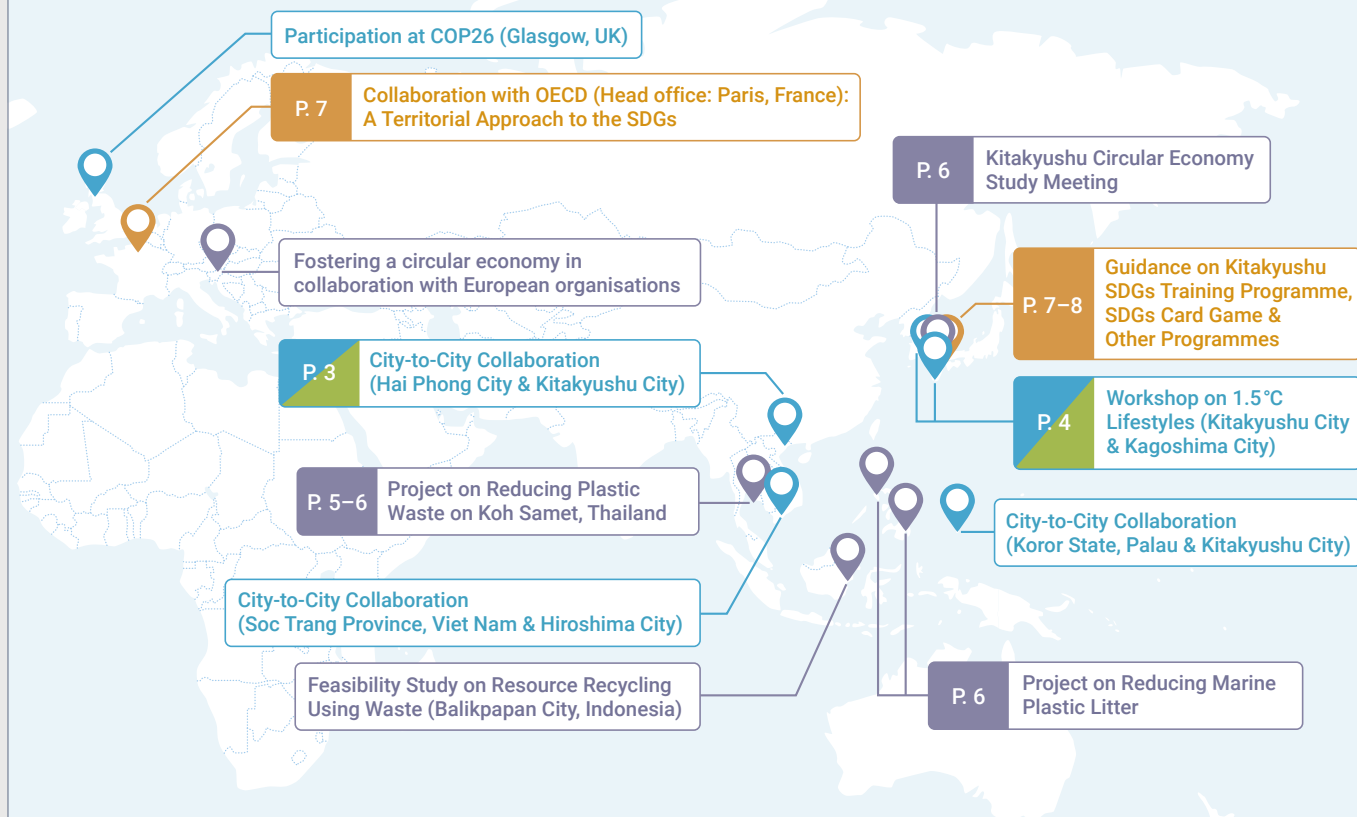 Participation at COP26 (Glasgow, UK)
P. 7
Collaboration with OECD (Head office: Paris, France):
A Territorial Approach to the SDGs
P. 6
Kitakyushu Circular Economy
Study Meeting
Fostering a circular economy in
collaboration with European organisations
P. 7–8
Guidance on Kitakyushu
SDGs Training Programme,
SDGs Card Game &
Other Programmes
P. 3
City-to-City Collaboration
(Hai Phong City & Kitakyushu City)
P. 4
Workshop on 1.5°C
Lifestyles (Kitakyushu City
& Kagoshima City)
P. 5–6
Project on Reducing Plastic
Waste on Koh Samet, Thailand
City-to-City Collaboration
(Koror State, Palau & Kitakyushu City)
City-to-City Collaboration
(Soc Trang Province, Viet Nam & Hiroshima City)
Feasibility Study on Resource Recycling
Using Waste (Balikpapan City, Indonesia)
P. 6
Project on Reducing Marine
Plastic Litter